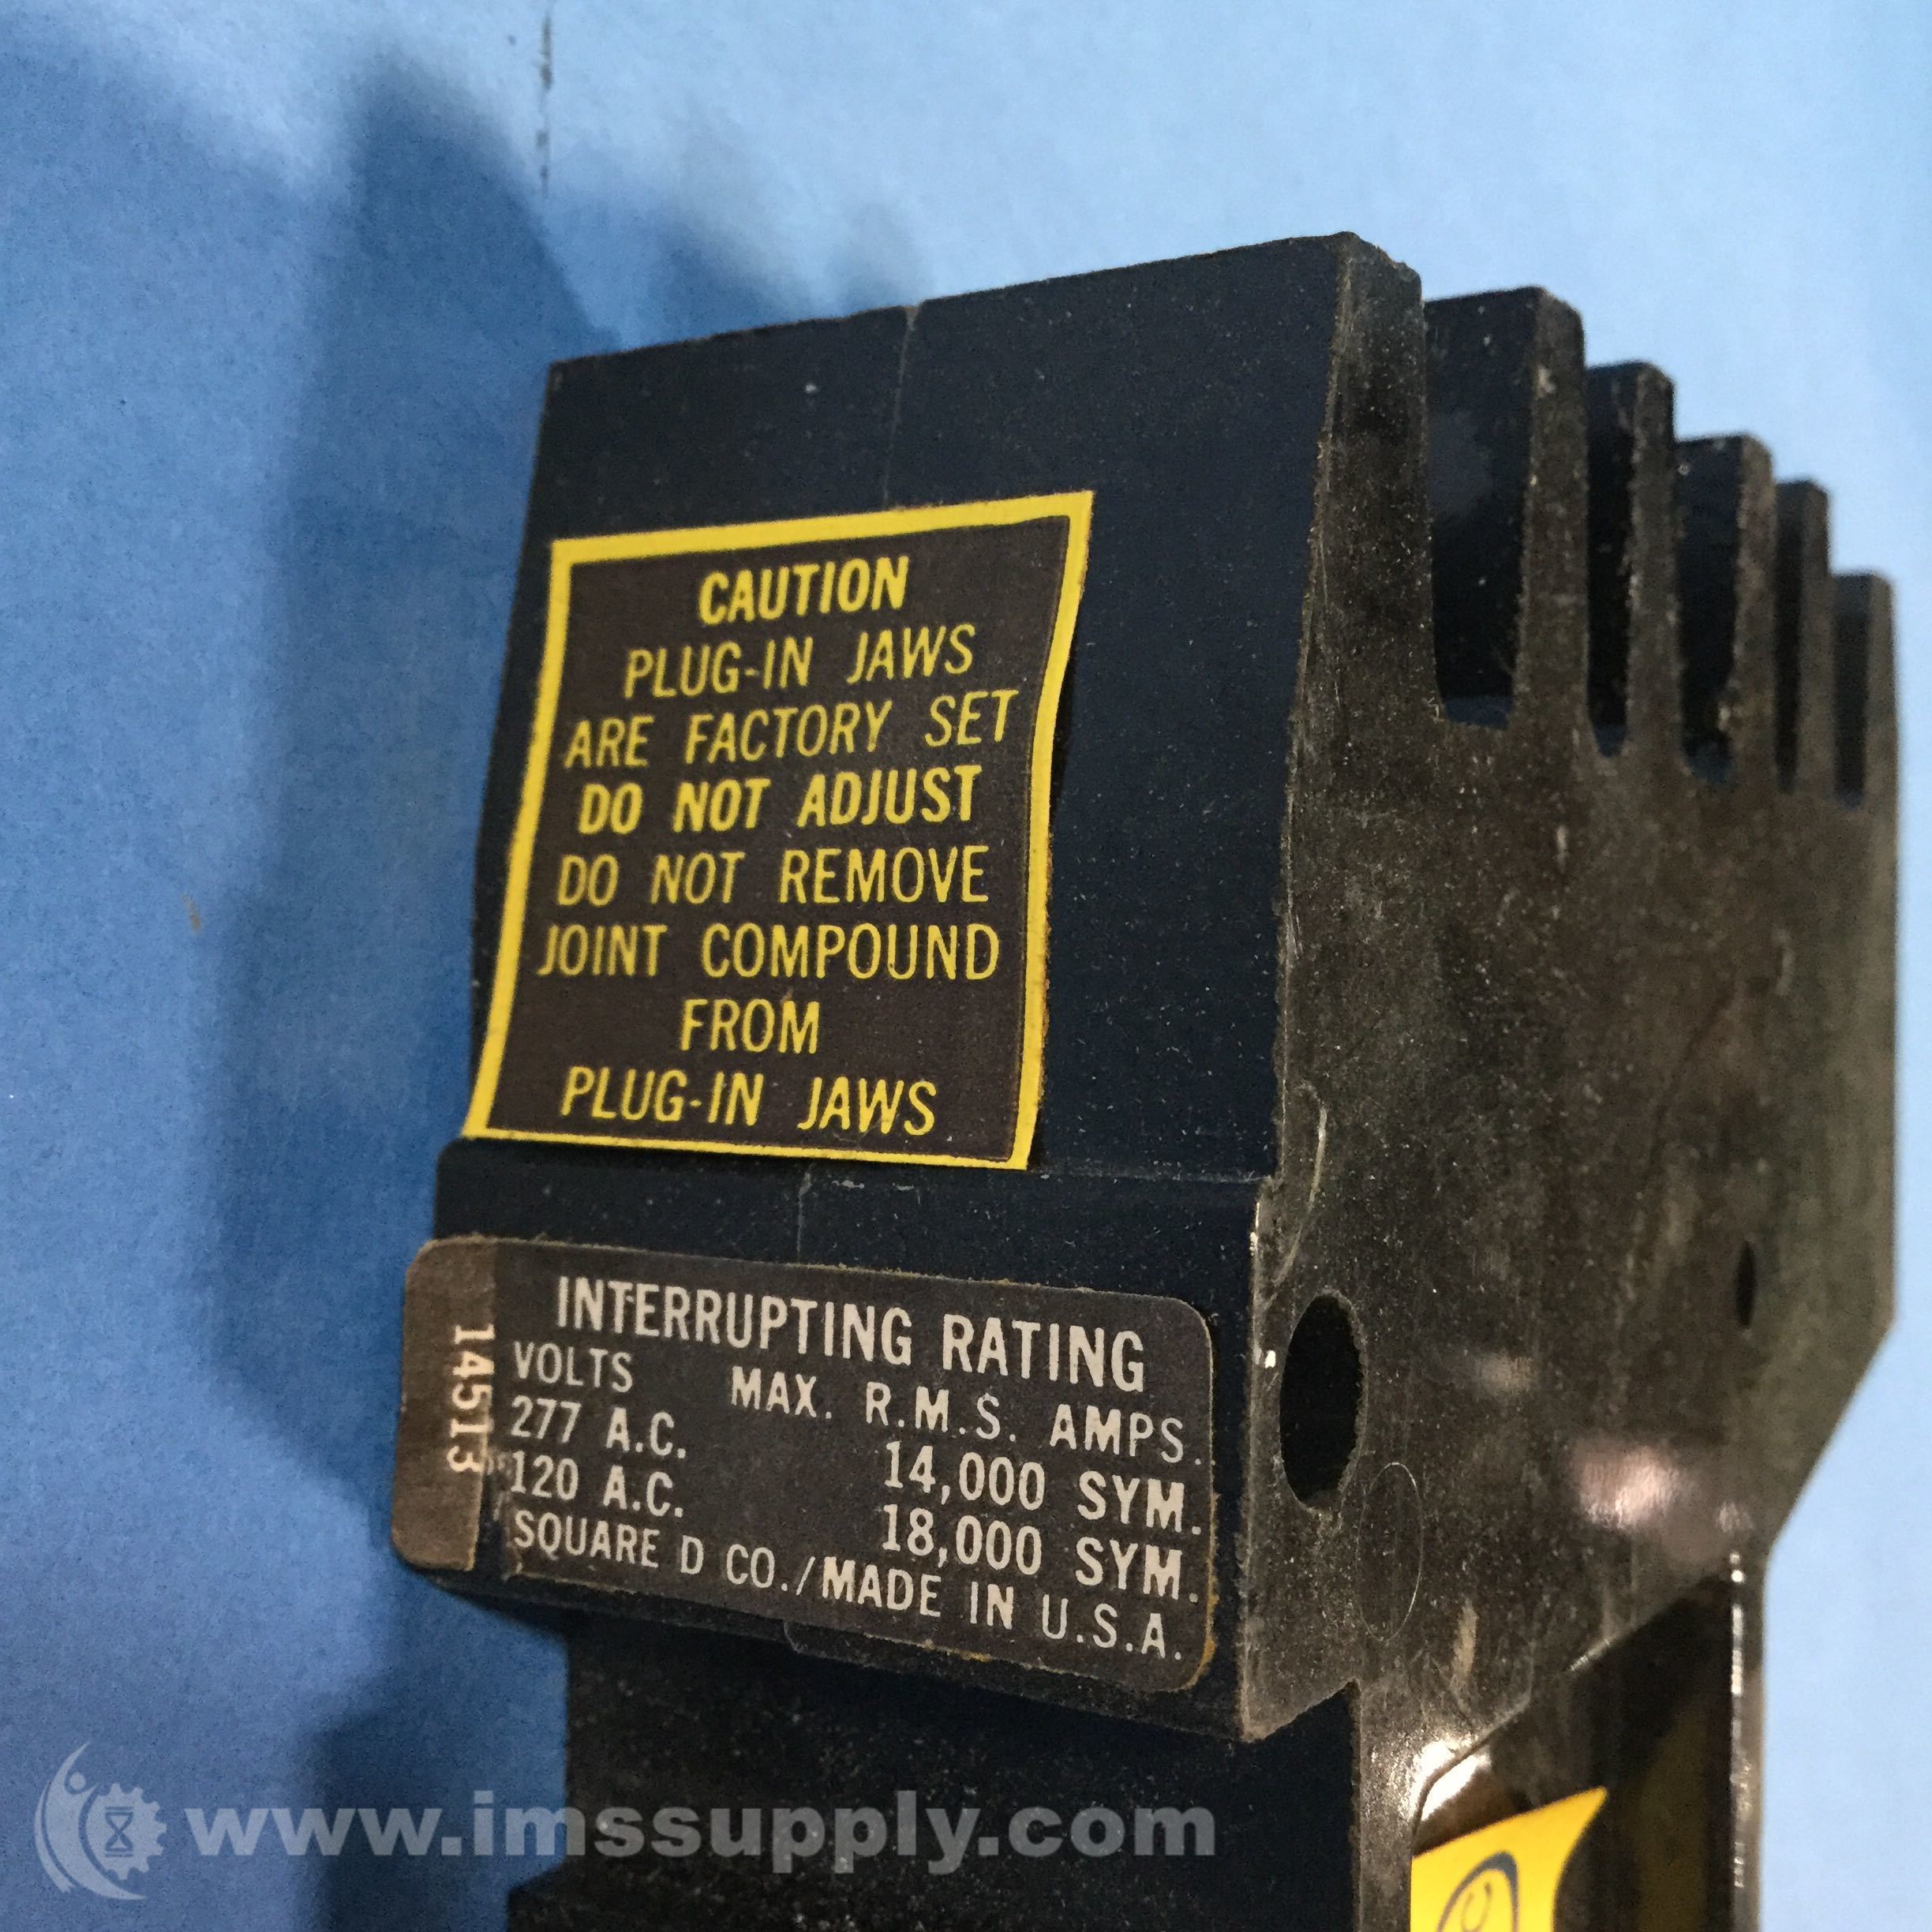 CAUTION
PLUG-IN JAWS
ARE FACTORY SET
DO NOT ADJUST
DO NOT REMOVE
JOINT COMPOUND
FROM
PLUG-IN JAWS
INTERRUPTING RATING
VOLTS MAX. R.M.S. AMPS.
277 A.C. 14,000 SYM.
120 A.C. 18,000 SYM.
SQUARE D CO./MADE IN U.S.A.
14513
www.imssupply.com